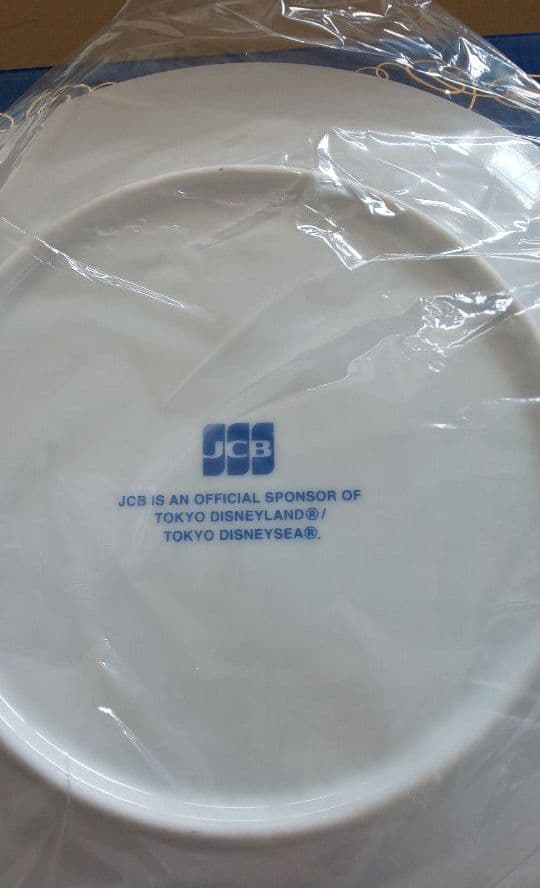 JCB
JCB IS AN OFFICIAL SPONSOR OF
TOKYO DISNEYLAND®/
TOKYO DISNEYSEA®.